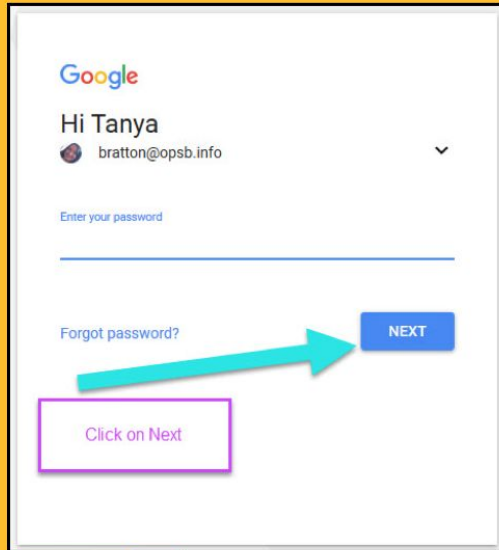 Google
Hi Tanya
bratton@opsb.info
Enter your password
Forgot password?
NEXT
Click on Next